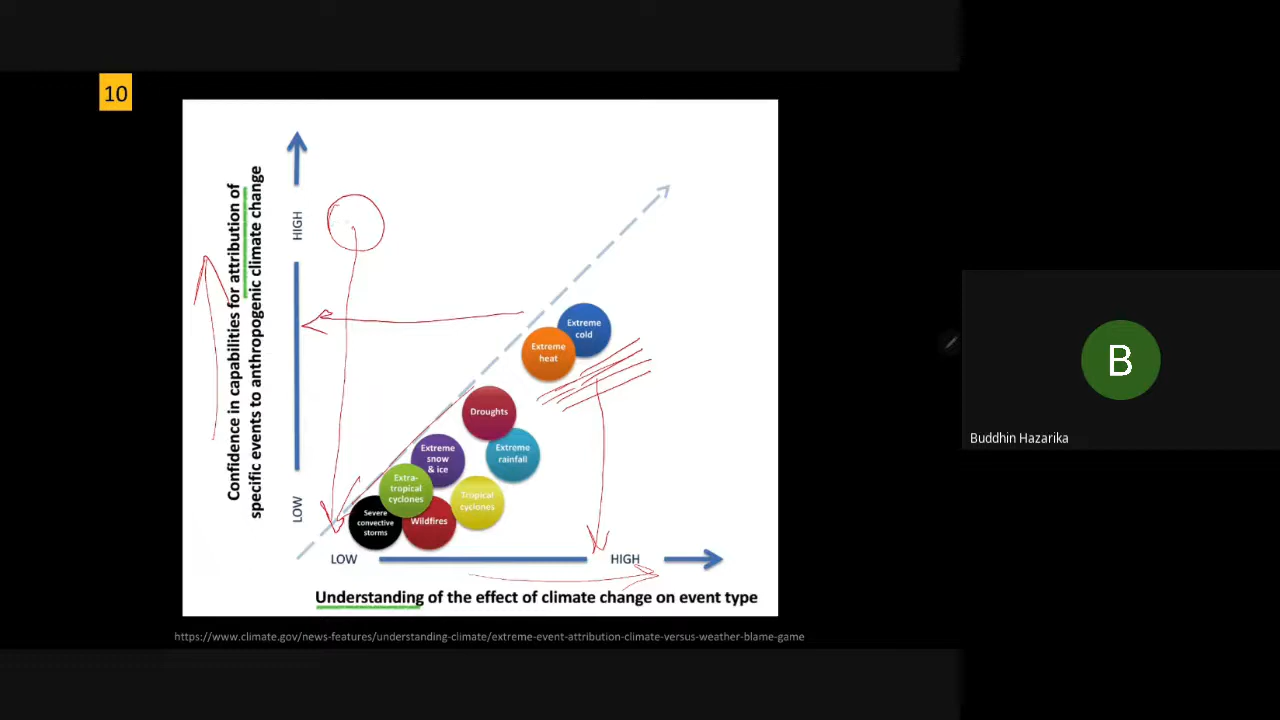 10
Confidence in capabilities for attribution of
specific events to anthropogenic climate change
HIGH
LOW
Extreme
cold
Extreme
heat
Droughts
Extreme
snow
& ice
Extreme
rainfall
Extra-
tropical
cyclones
Tropical
cyclones
Severe
convective
storms
Wildfires
LOW
HIGH
Understanding of the effect of climate change on event type
https://www.climate.gov/news-features/understanding-climate/extreme-event-attribution-climate-versus-weather-blame-game
B
Buddhin Hazarika